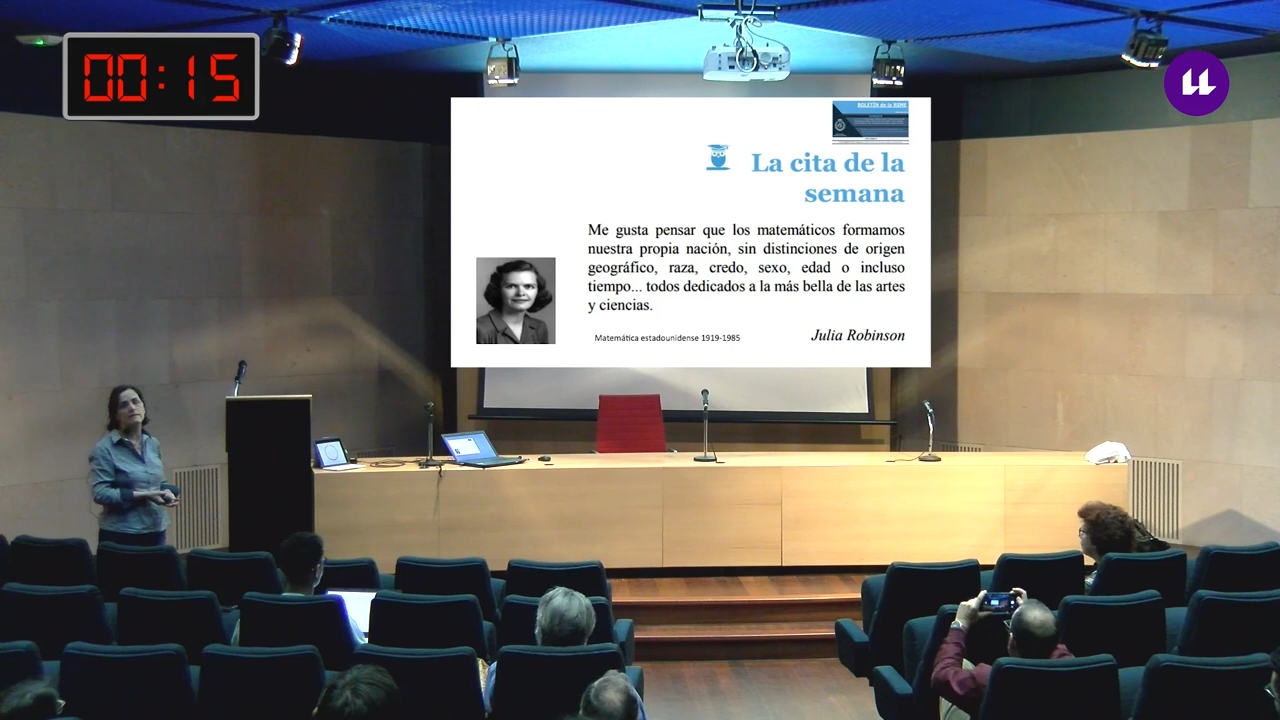 00:15
BOLETÍN de la RSME
La cita de la
semana
Me gusta pensar que los matemáticos formamos
nuestra propia nación, sin distinciones de origen
geográfico, raza, credo, sexo, edad o incluso
tiempo... todos dedicados a la más bella de las artes
y ciencias.
Matemática estadounidense 1919-1985
Julia Robinson